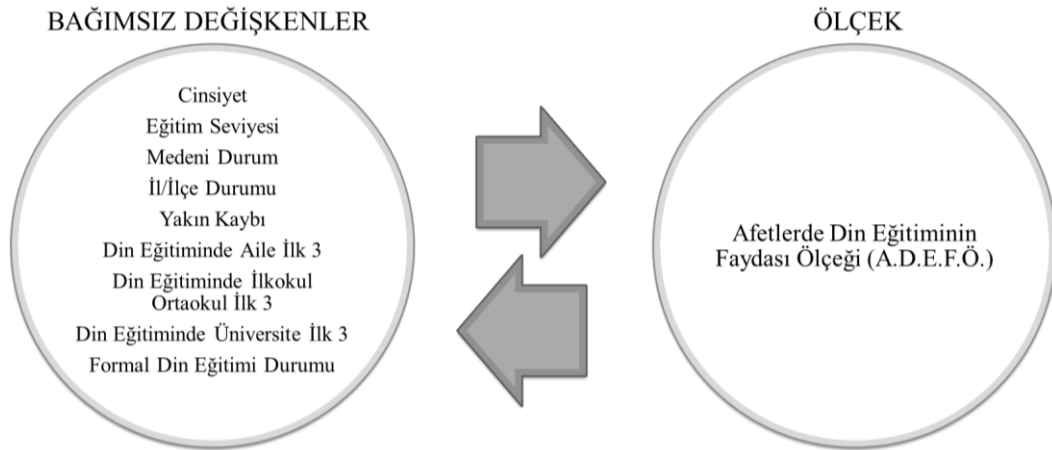 BAĞIMSIZ DEĞİŞKENLER
Cinsiyet
Eğitim Seviyesi
Medeni Durum
İl/İlçe Durumu
Yakın Kaybı
Din Eğitiminde Aile İlk 3
Din Eğitiminde İlkokul
Ortaokul İlk 3
Din Eğitiminde Üniversite İlk 3
Formal Din Eğitimi Durumu
ÖLÇEK
Afetlerde Din Eğitiminin
Faydası Ölçeği (A.D.E.F.Ö.)